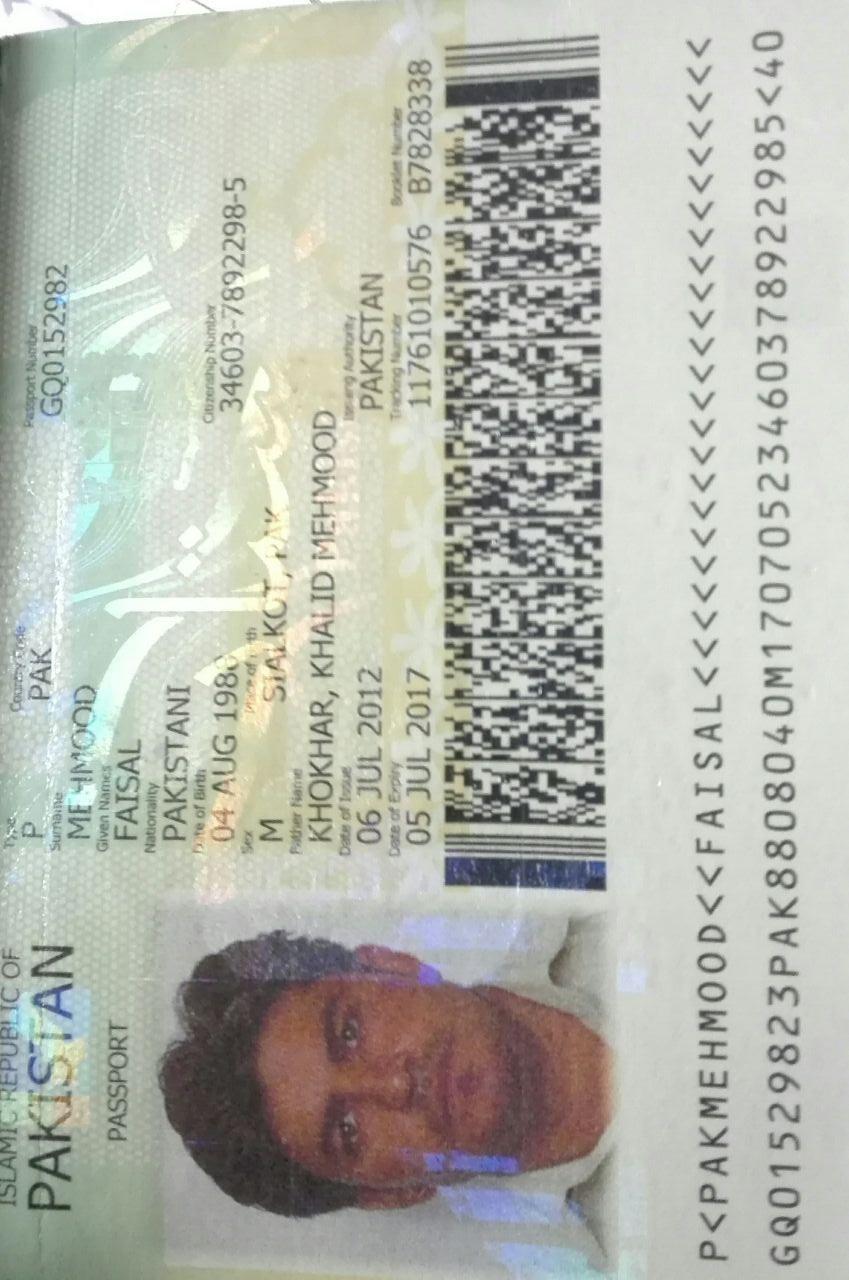 ISLAMIC REPUBLIC OF
PAKISTAN
PASSPORT
Type Country Code Passport Number
P PAK GQ0152982
Surname
MEHMOOD
Given Names
FAISAL
Nationality
PAKISTANI
Date of Birth Citizenship Number
04 AUG 1988 34603-7892298-5
Sex Place of Birth
M SIALKOT, PAK
Father Name
KHOKHAR, KHALID MEHMOOD
Date of Issue Issuing Authority
06 JUL 2012 PAKISTAN
Date of Expiry Tracking Number Booklet Number
05 JUL 2017 11761010576 B7828338
P<PAKMEHMOOD<<FAISAL<<<<<<<<<<<<<<<<<<<<<<<<
GQ01529823PAK8808040M17070523460378922985<40